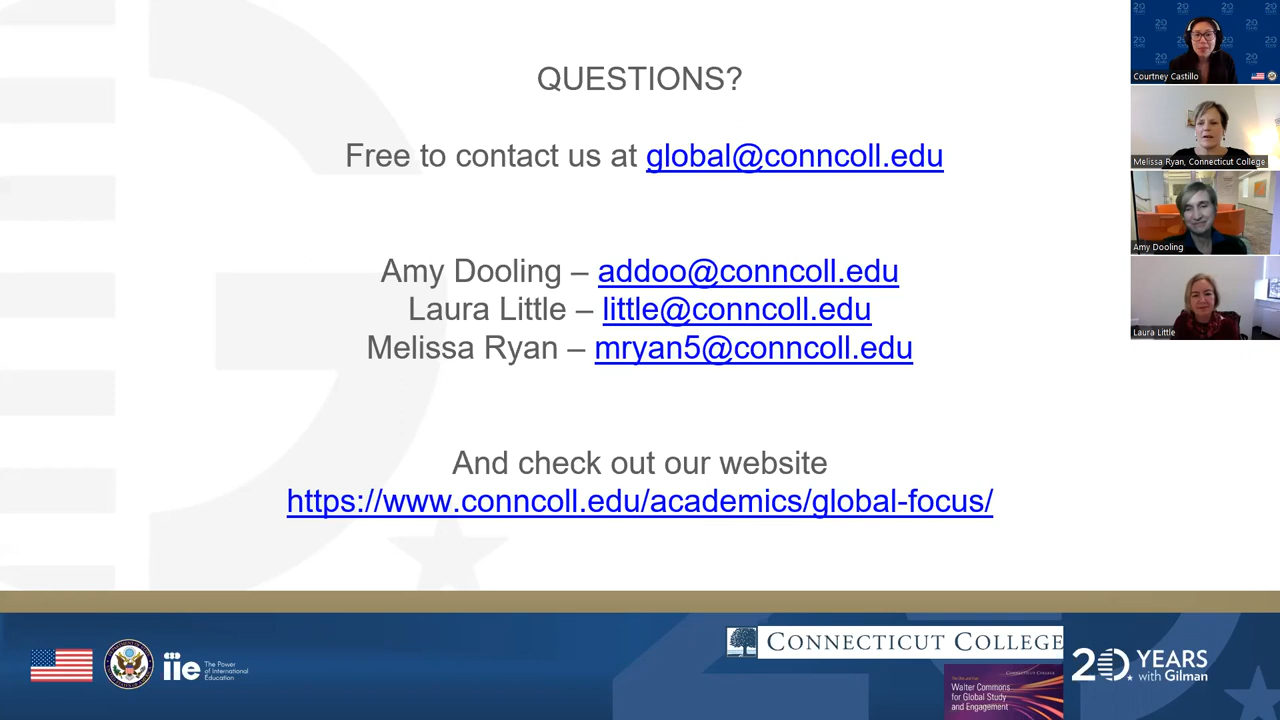 QUESTIONS?
Free to contact us at global@conncoll.edu
Amy Dooling – addoo@conncoll.edu
Laura Little – little@conncoll.edu
Melissa Ryan – mryan5@conncoll.edu
And check out our website
https://www.conncoll.edu/academics/global-focus/
Courtney Castillo
Melissa Ryan, Connecticut College
Amy Dooling
Laura Little
iie The Power
of International
Education
CONNECTICUT COLLEGE
CONNECTICUT COLLEGE
Walter Commons
for Global Study
and Engagement
20 YEARS
with Gilman